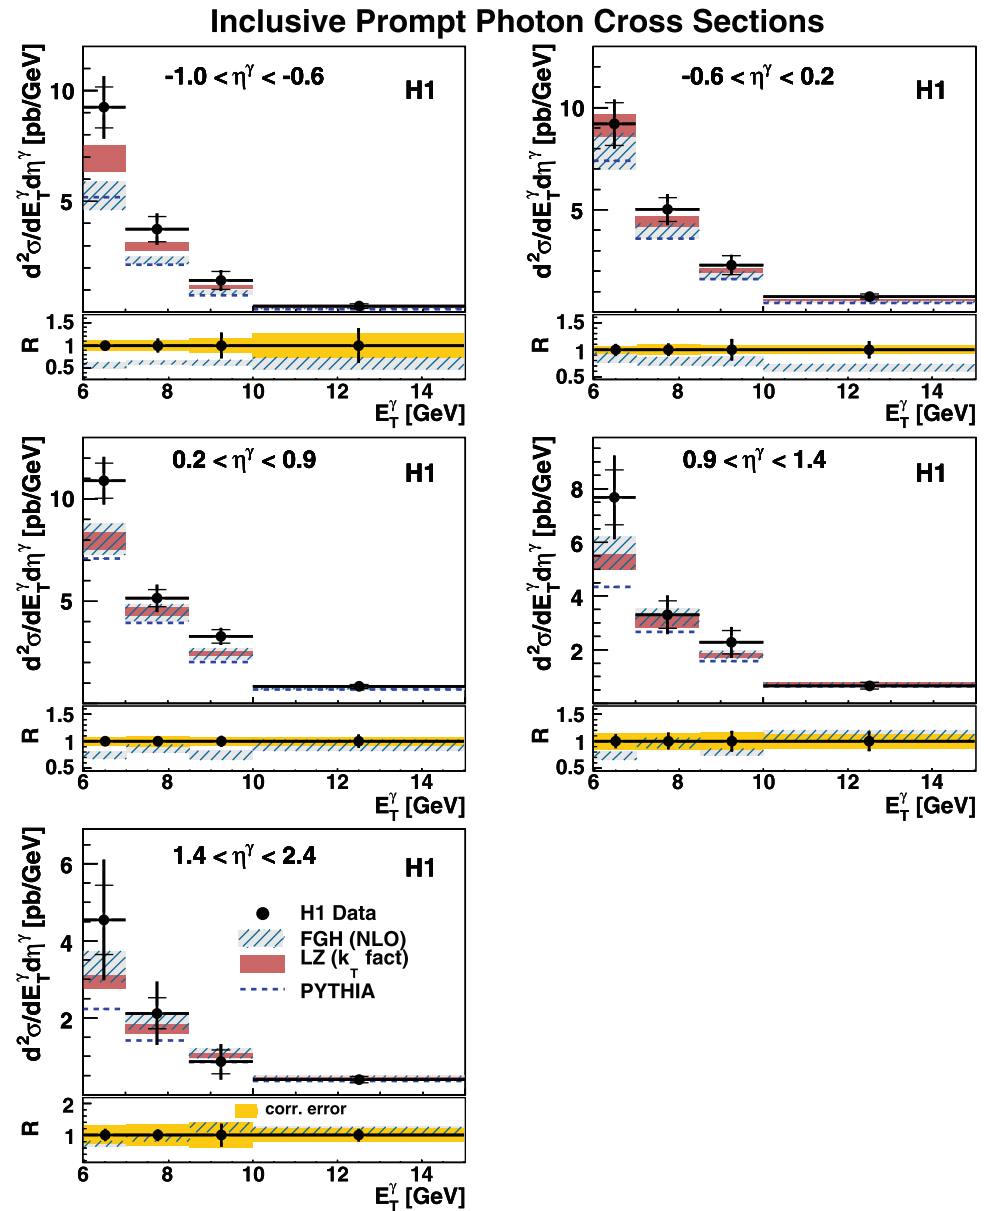 Inclusive Prompt Photon Cross Sections
d²σ/dE_T^γ dη^γ [pb/GeV]
-1.0 < η^γ < -0.6
H1
10
5
R
1.5
1
0.5
6 8 10 12 14
E_T^γ [GeV]
d²σ/dE_T^γ dη^γ [pb/GeV]
-0.6 < η^γ < 0.2
H1
10
5
R
1.5
1
0.5
6 8 10 12 14
E_T^γ [GeV]
d²σ/dE_T^γ dη^γ [pb/GeV]
0.2 < η^γ < 0.9
H1
10
5
R
1.5
1
0.5
6 8 10 12 14
E_T^γ [GeV]
d²σ/dE_T^γ dη^γ [pb/GeV]
0.9 < η^γ < 1.4
H1
8
6
4
2
R
1.5
1
0.5
6 8 10 12 14
E_T^γ [GeV]
d²σ/dE_T^γ dη^γ [pb/GeV]
1.4 < η^γ < 2.4
H1
6
4
2
H1 Data
FGH (NLO)
LZ (k_T fact)
PYTHIA
R
2
1
corr. error
6 8 10 12 14
E_T^γ [GeV]